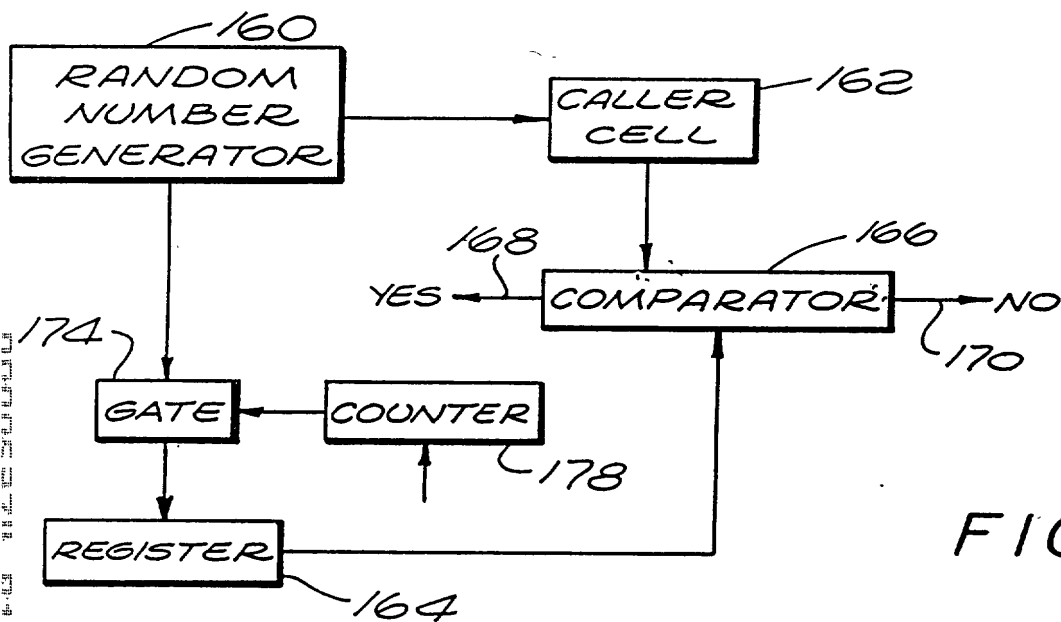 160
RANDOM
NUMBER
GENERATOR
CALLER
CELL
162
168
166
YES
COMPARATOR
NO
170
174
GATE
COUNTER
178
REGISTER
164